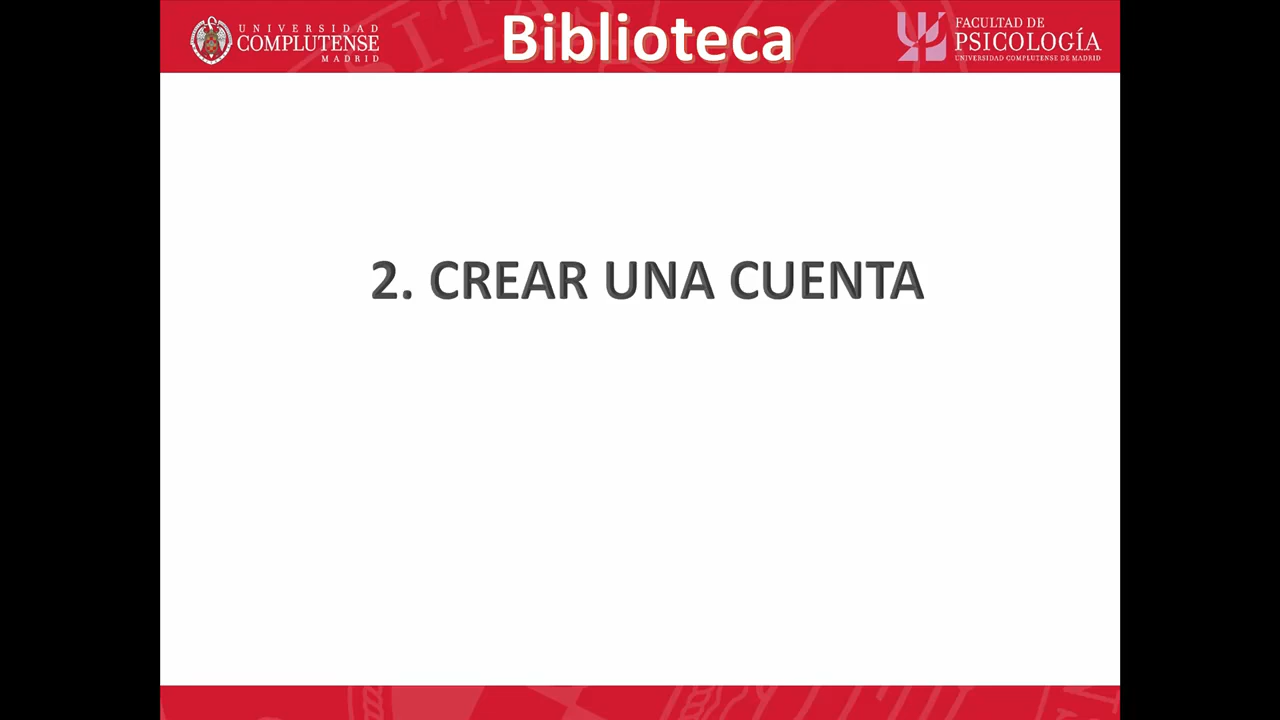 UNIVERSIDAD
COMPLUTENSE
MADRID
Biblioteca
FACULTAD DE
PSICOLOGÍA
UNIVERSIDAD COMPLUTENSE DE MADRID
2. CREAR UNA CUENTA